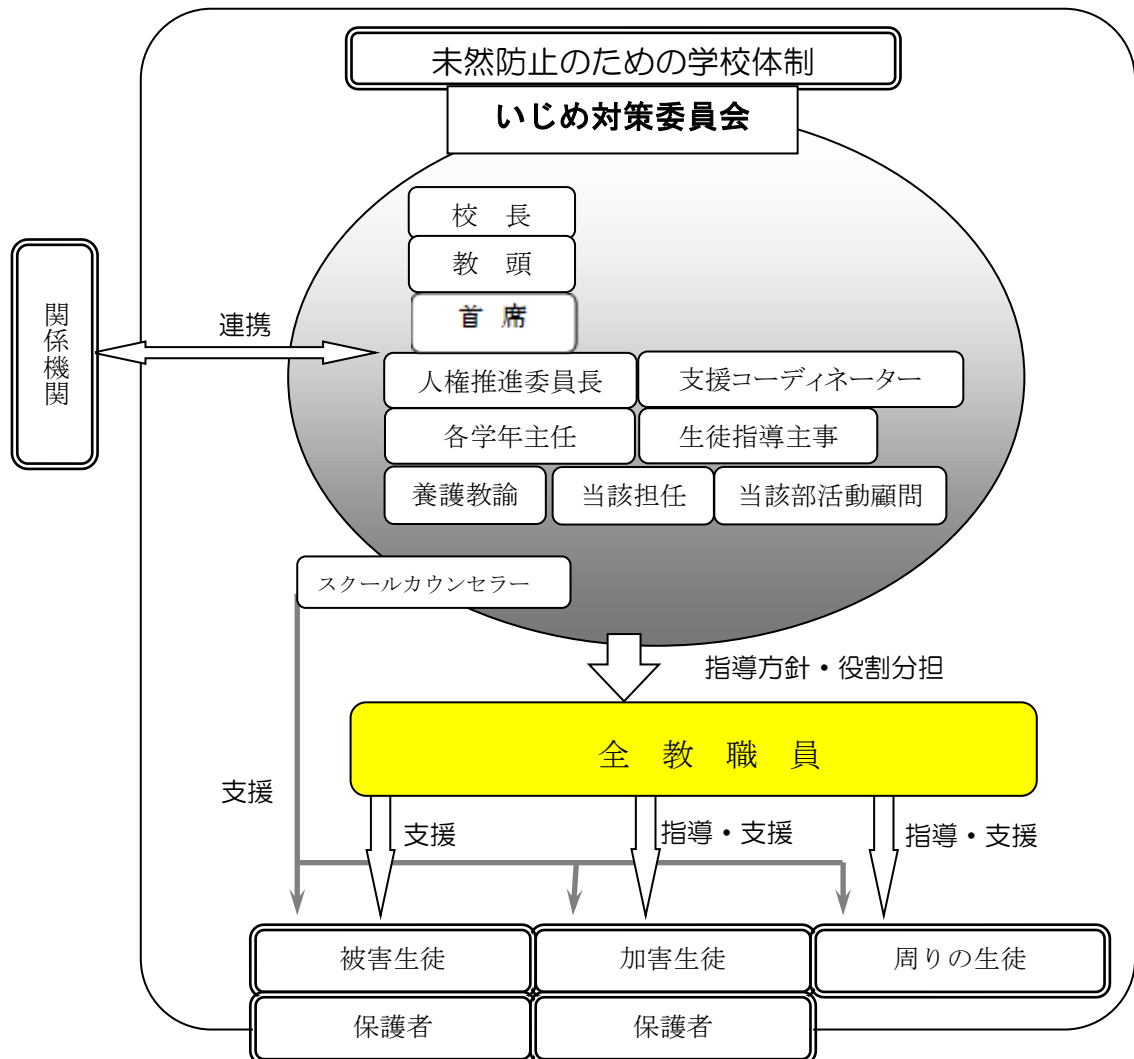 未然防止のための学校体制
いじめ対策委員会
校　長
教　頭
首 席
関係機関
連携
人権推進委員長
支援コーディネーター
各学年主任
生徒指導主事
養護教諭
当該担任
当該部活動顧問
スクールカウンセラー
指導方針・役割分担
全　教　職　員
支援
支援
指導・支援
指導・支援
被害生徒
加害生徒
周りの生徒
保護者
保護者